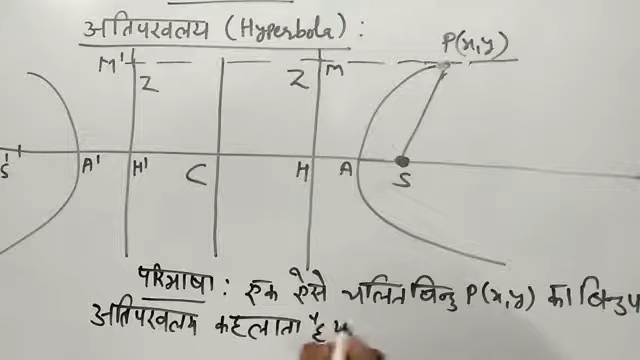 अतिपरवलय (Hyperbola) :
P(x,y)
M' Z Z M
S' A' H' C H A S
परिभाषा : एक ऐसे चलित बिन्दु P(x,y) का बिन्दुप
अतिपरवलय कहलाता है